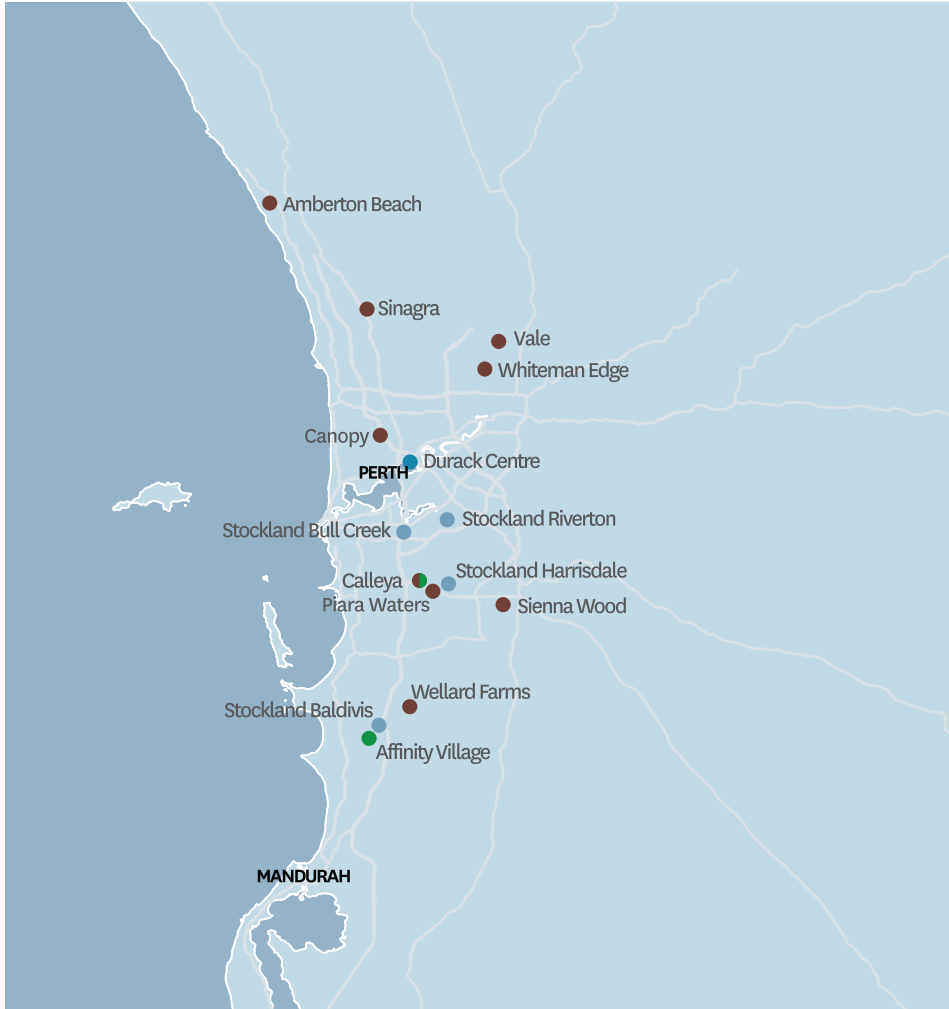 Amberton Beach
Sinagra
Vale
Whiteman Edge
Canopy
Durack Centre
PERTH
Stockland Riverton
Stockland Bull Creek
Stockland Harrisdale
Calleya
Piara Waters
Sienna Wood
Wellard Farms
Stockland Baldivis
Affinity Village
MANDURAH